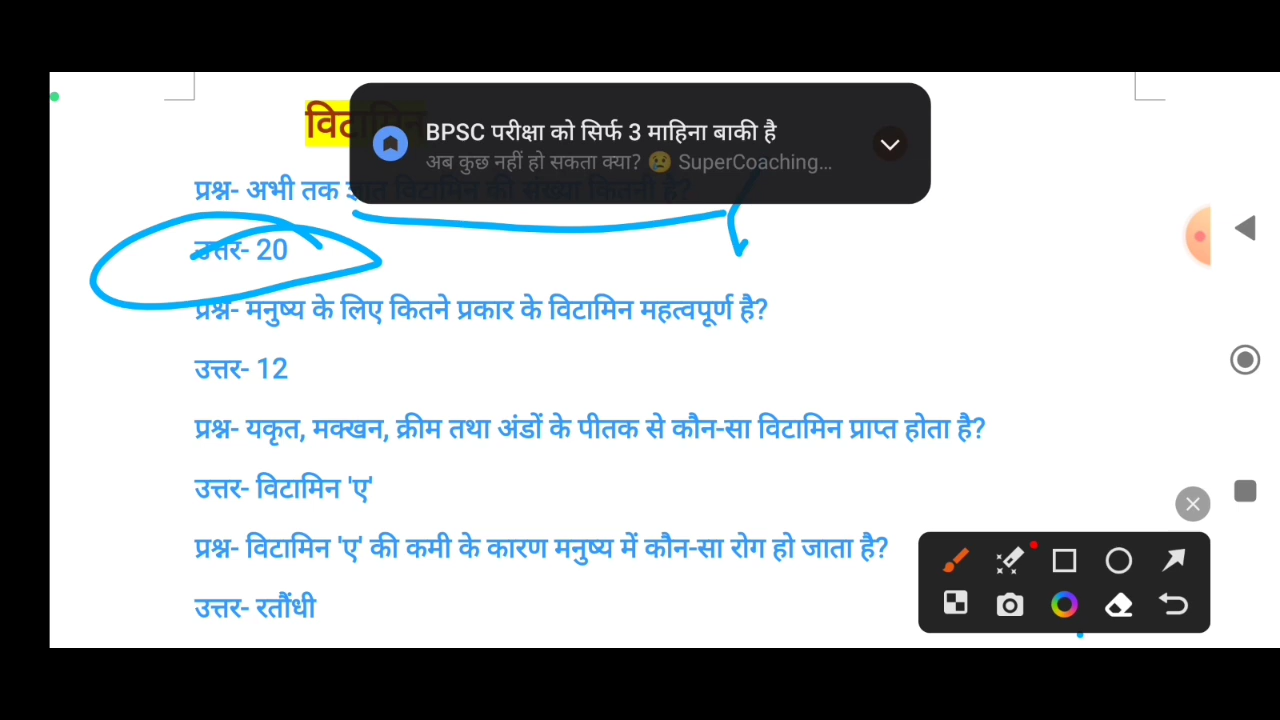 विटामिन
BPSC परीक्षा को सिर्फ 3 माहिना बाकी है
अब कुछ नहीं हो सकता क्या? 😢 SuperCoaching...
प्रश्न- अभी तक ज्ञात विटामिन की संख्या कितनी है?
उत्तर- 20
प्रश्न- मनुष्य के लिए कितने प्रकार के विटामिन महत्वपूर्ण है?
उत्तर- 12
प्रश्न- यकृत, मक्खन, क्रीम तथा अंडों के पीतक से कौन-सा विटामिन प्राप्त होता है?
उत्तर- विटामिन 'ए'
प्रश्न- विटामिन 'ए' की कमी के कारण मनुष्य में कौन-सा रोग हो जाता है?
उत्तर- रतौंधी